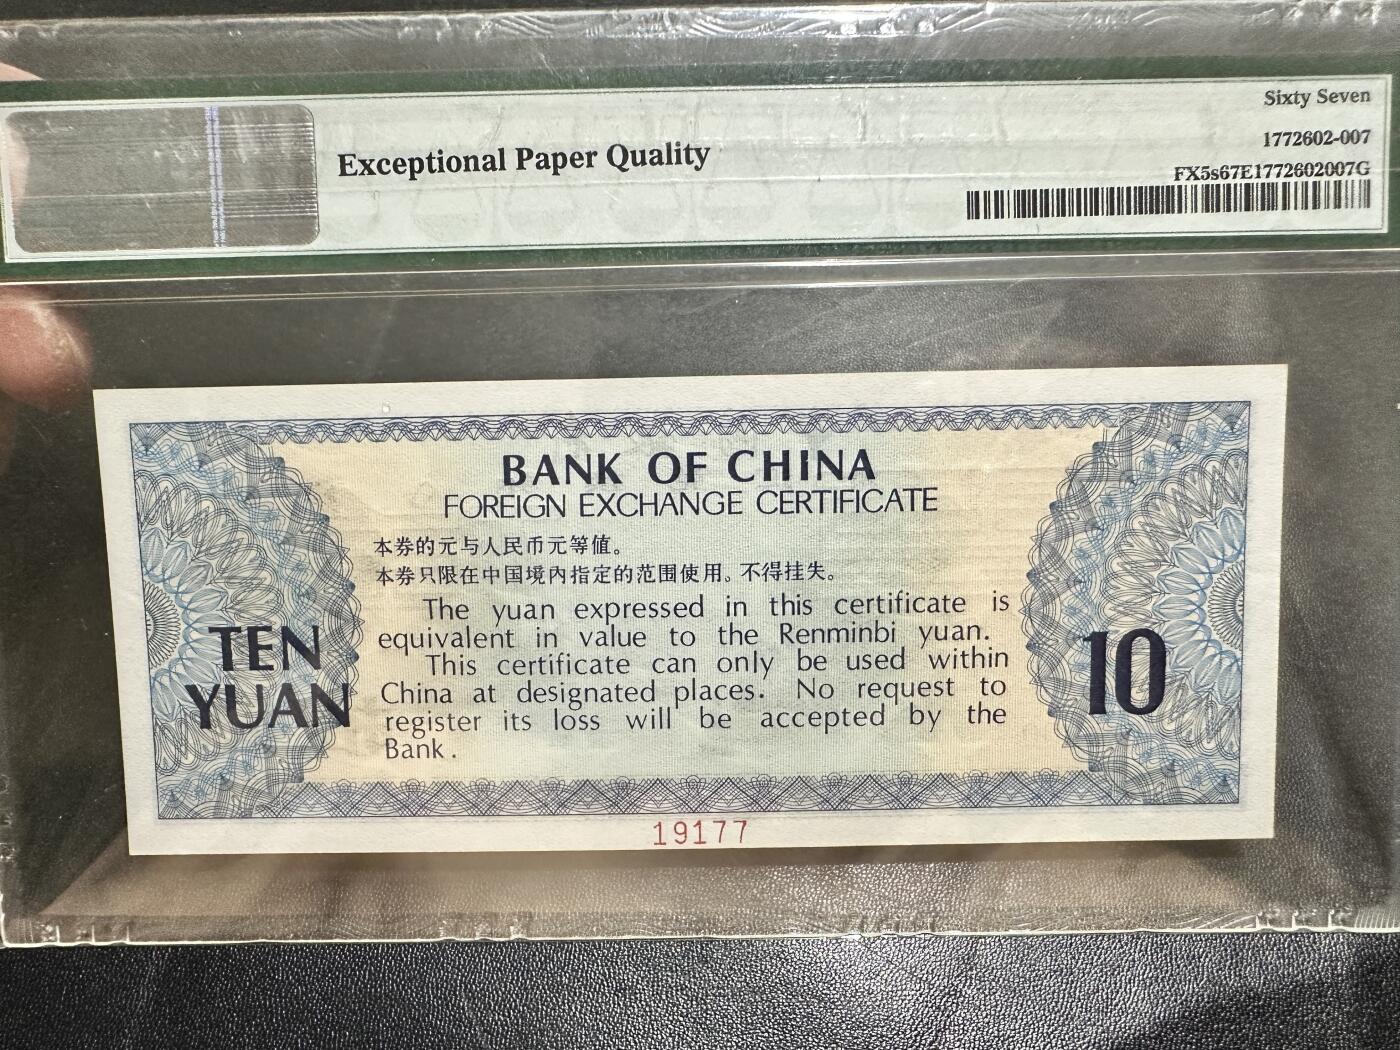 Sixty Seven
Exceptional Paper Quality
1772602-007
FX5s67E1772602007G
BANK OF CHINA
FOREIGN EXCHANGE CERTIFICATE
本券的元与人民币元等值。
本券只限在中国境内指定的范围使用。不得挂失。
The yuan expressed in this certificate is
equivalent in value to the Renminbi yuan.
This certificate can only be used within
China at designated places. No request to
register its loss will be accepted by the
Bank.
TEN
YUAN
10
19177